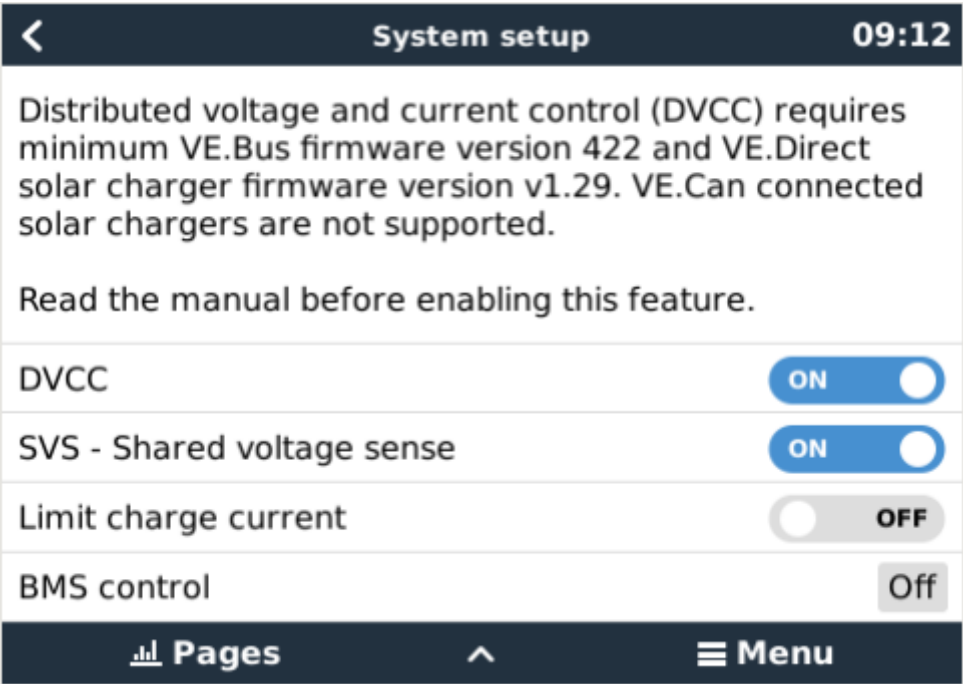 System setup 09:12
Distributed voltage and current control (DVCC) requires
minimum VE.Bus firmware version 422 and VE.Direct
solar charger firmware version v1.29. VE.Can connected
solar chargers are not supported.
Read the manual before enabling this feature.
DVCC ON
SVS - Shared voltage sense ON
Limit charge current OFF
BMS control Off
Pages Menu